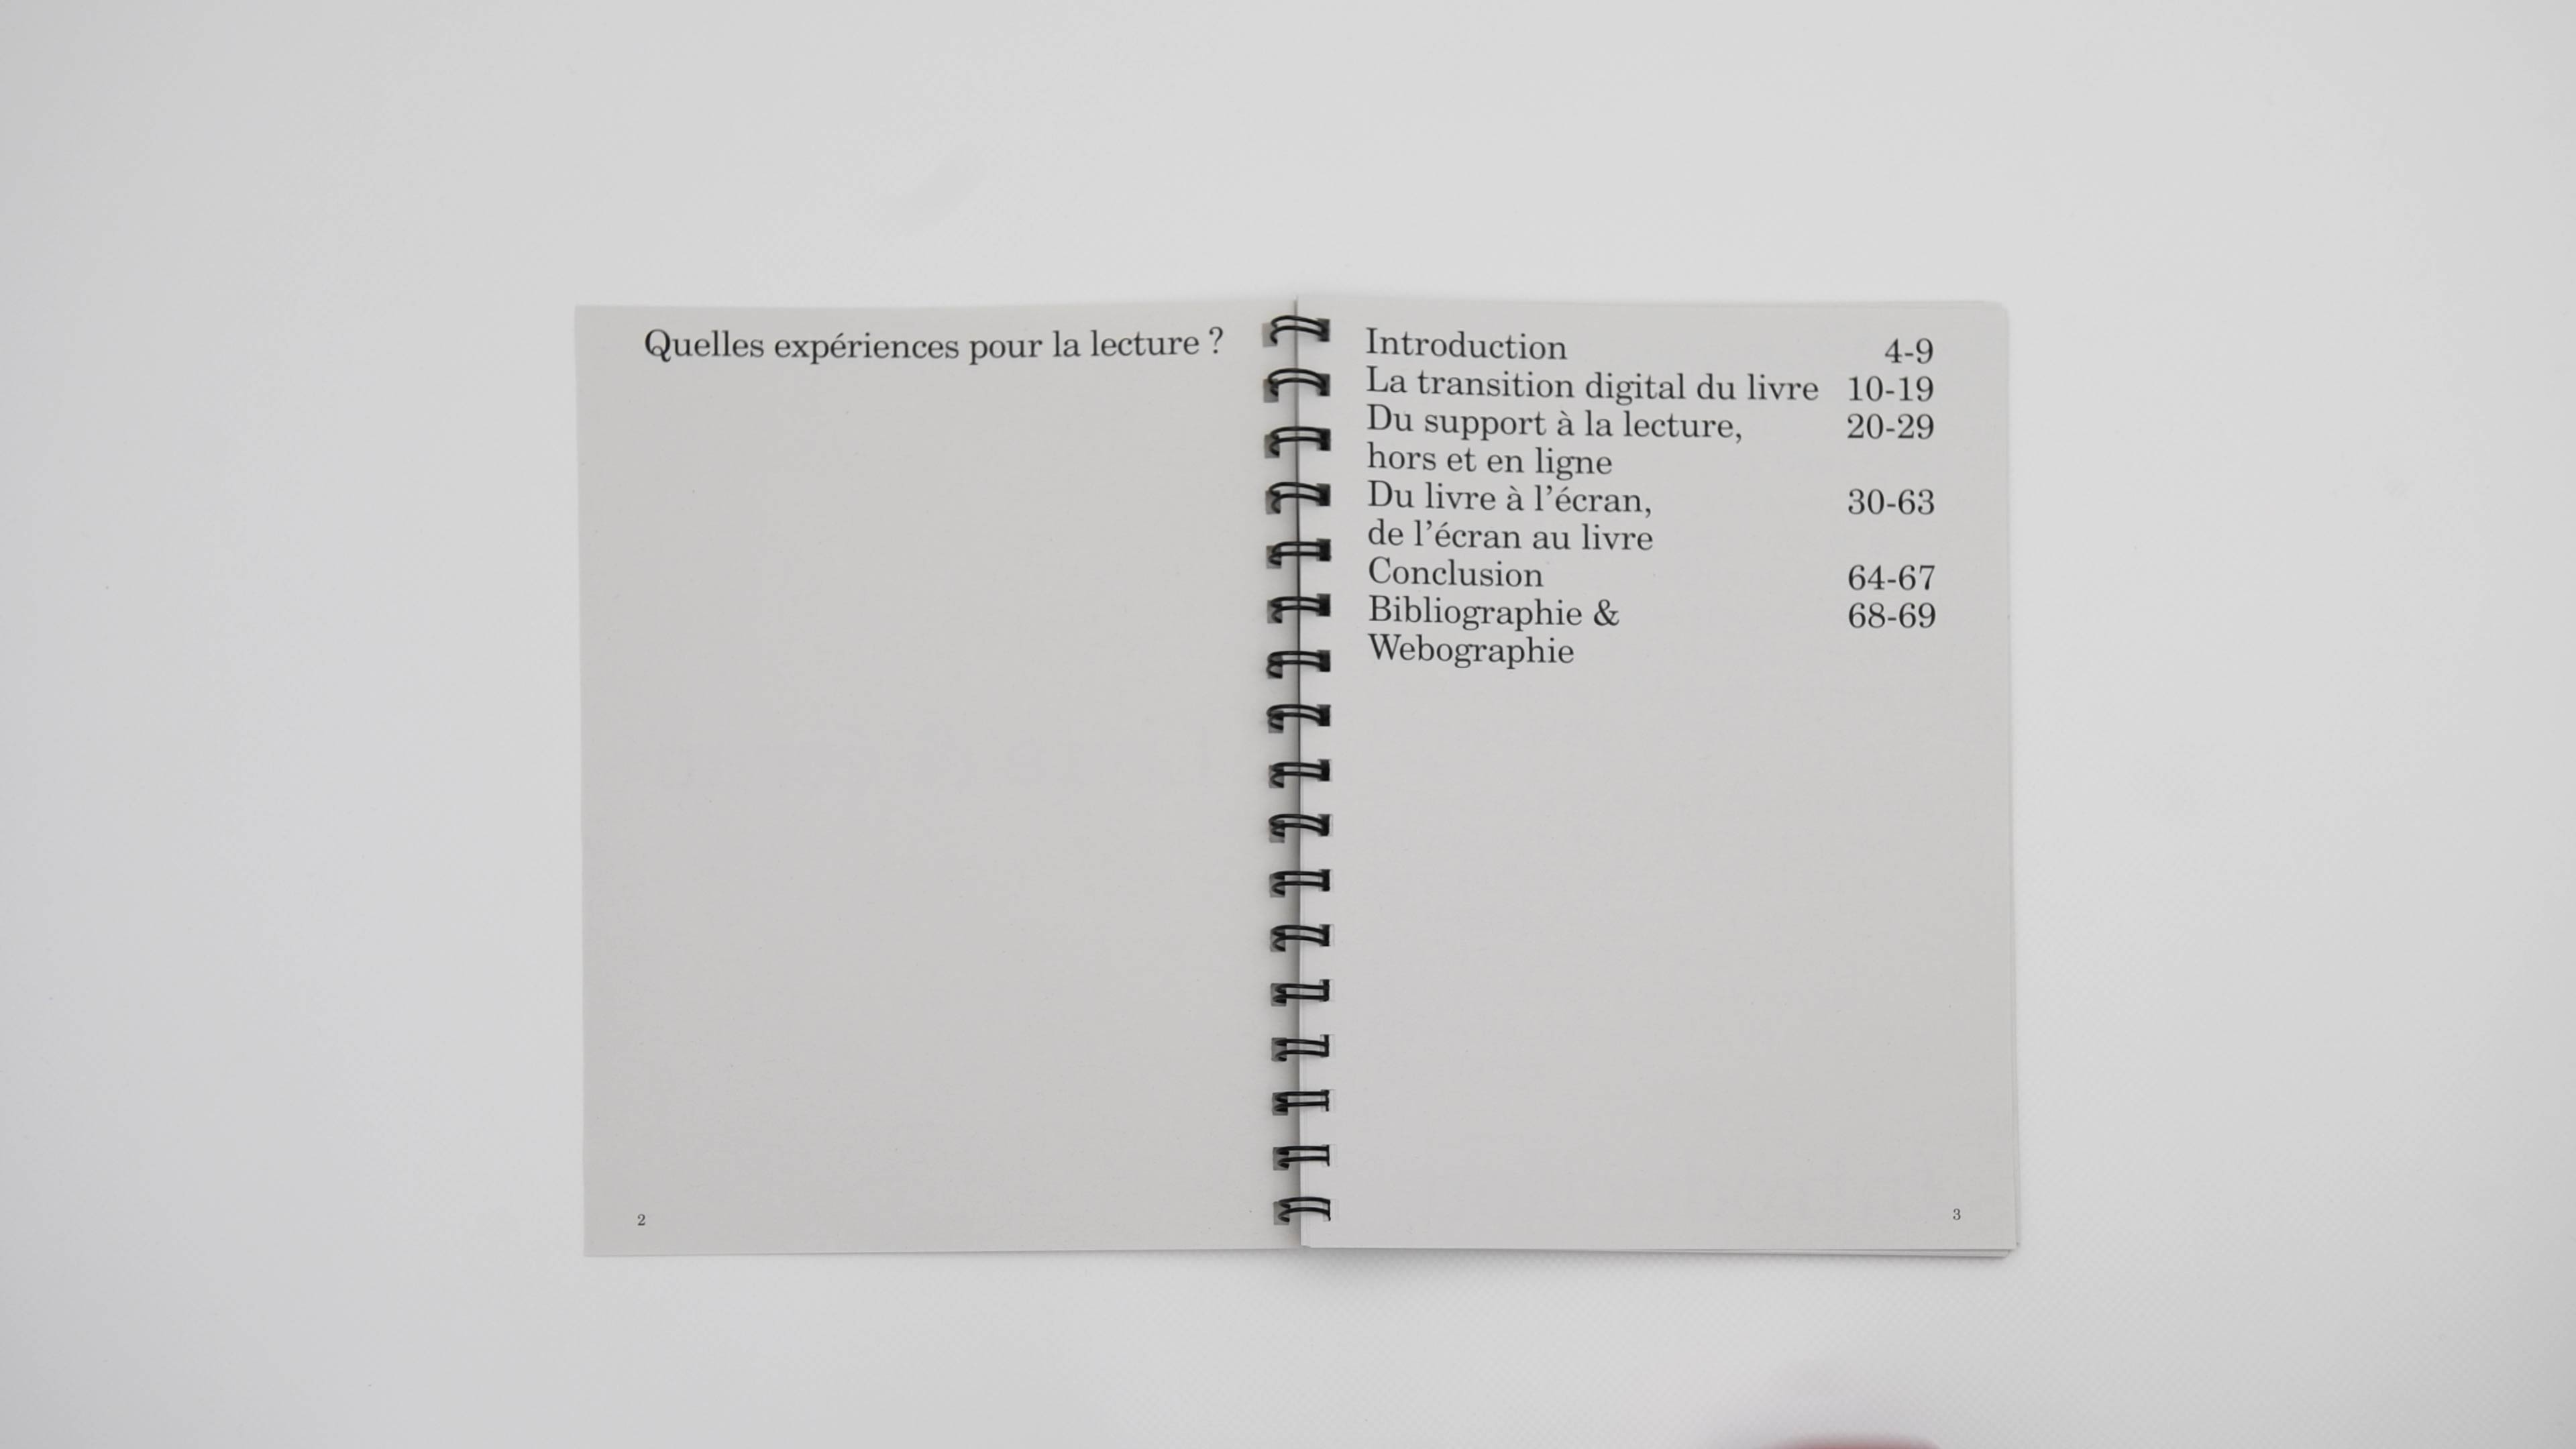 Quelles expériences pour la lecture ?
2
Introduction 4-9
La transition digital du livre 10-19
Du support à la lecture, 20-29
hors et en ligne
Du livre à l'écran, 30-63
de l'écran au livre
Conclusion 64-67
Bibliographie & 68-69
Webographie
3